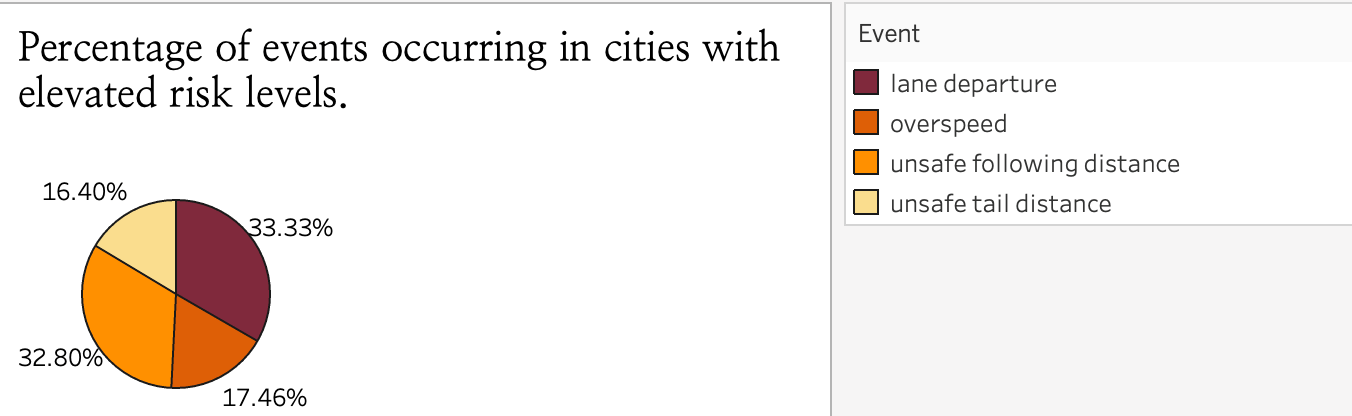 Percentage of events occurring in cities with
elevated risk levels.
16.40%
33.33%
32.80%
17.46%
Event
lane departure
overspeed
unsafe following distance
unsafe tail distance